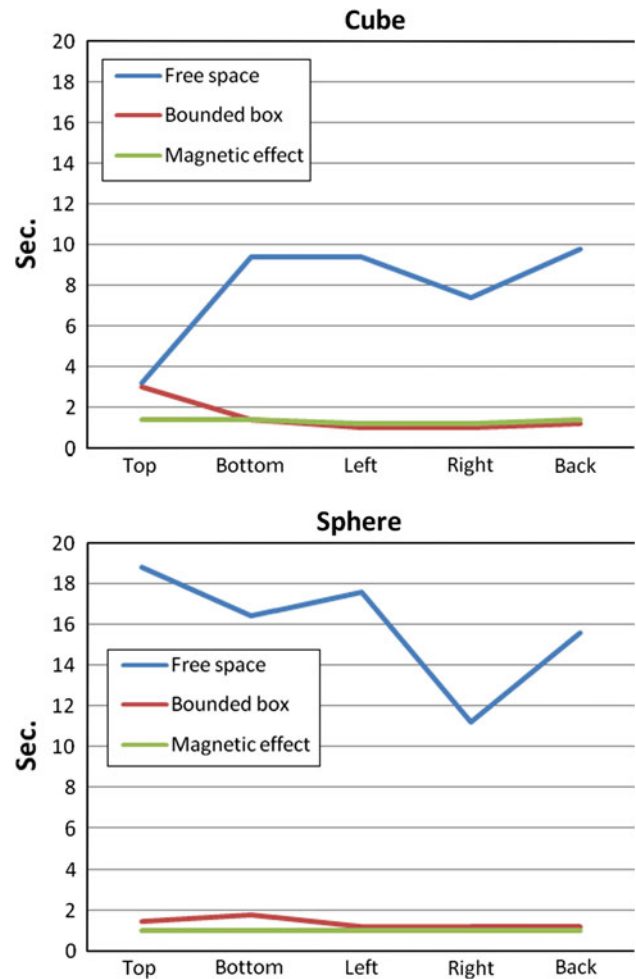 Cube
Sec.
20
18
16
14
12
10
8
6
4
2
0
Free space
Bounded box
Magnetic effect
Top Bottom Left Right Back
Sphere
Sec.
20
18
16
14
12
10
8
6
4
2
0
Free space
Bounded box
Magnetic effect
Top Bottom Left Right Back